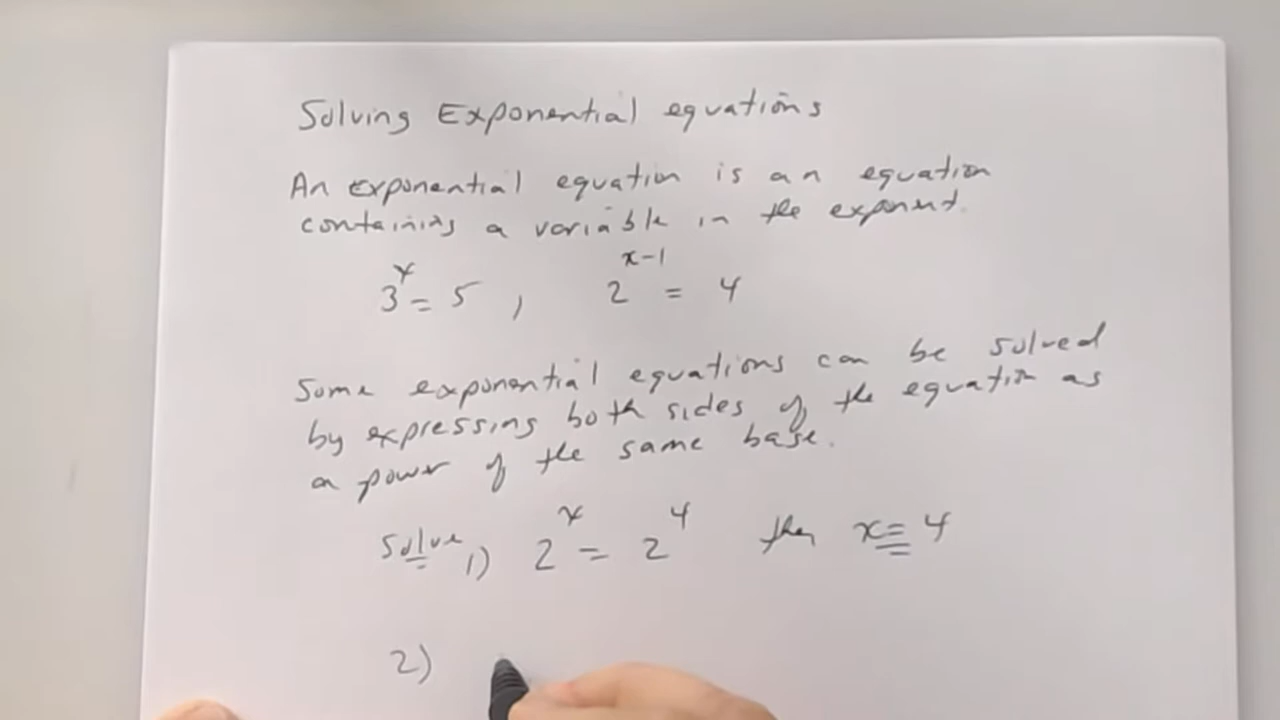 Solving Exponential equations
An Exponential equation is an equation
containing a variable in the exponent.
3^x = 5 , 2^(x-1) = 4
Some exponential equations can be solved
by expressing both sides of the equation as
a power of the same base.
Solve 1) 2^x = 2^4 then x = 4
2)